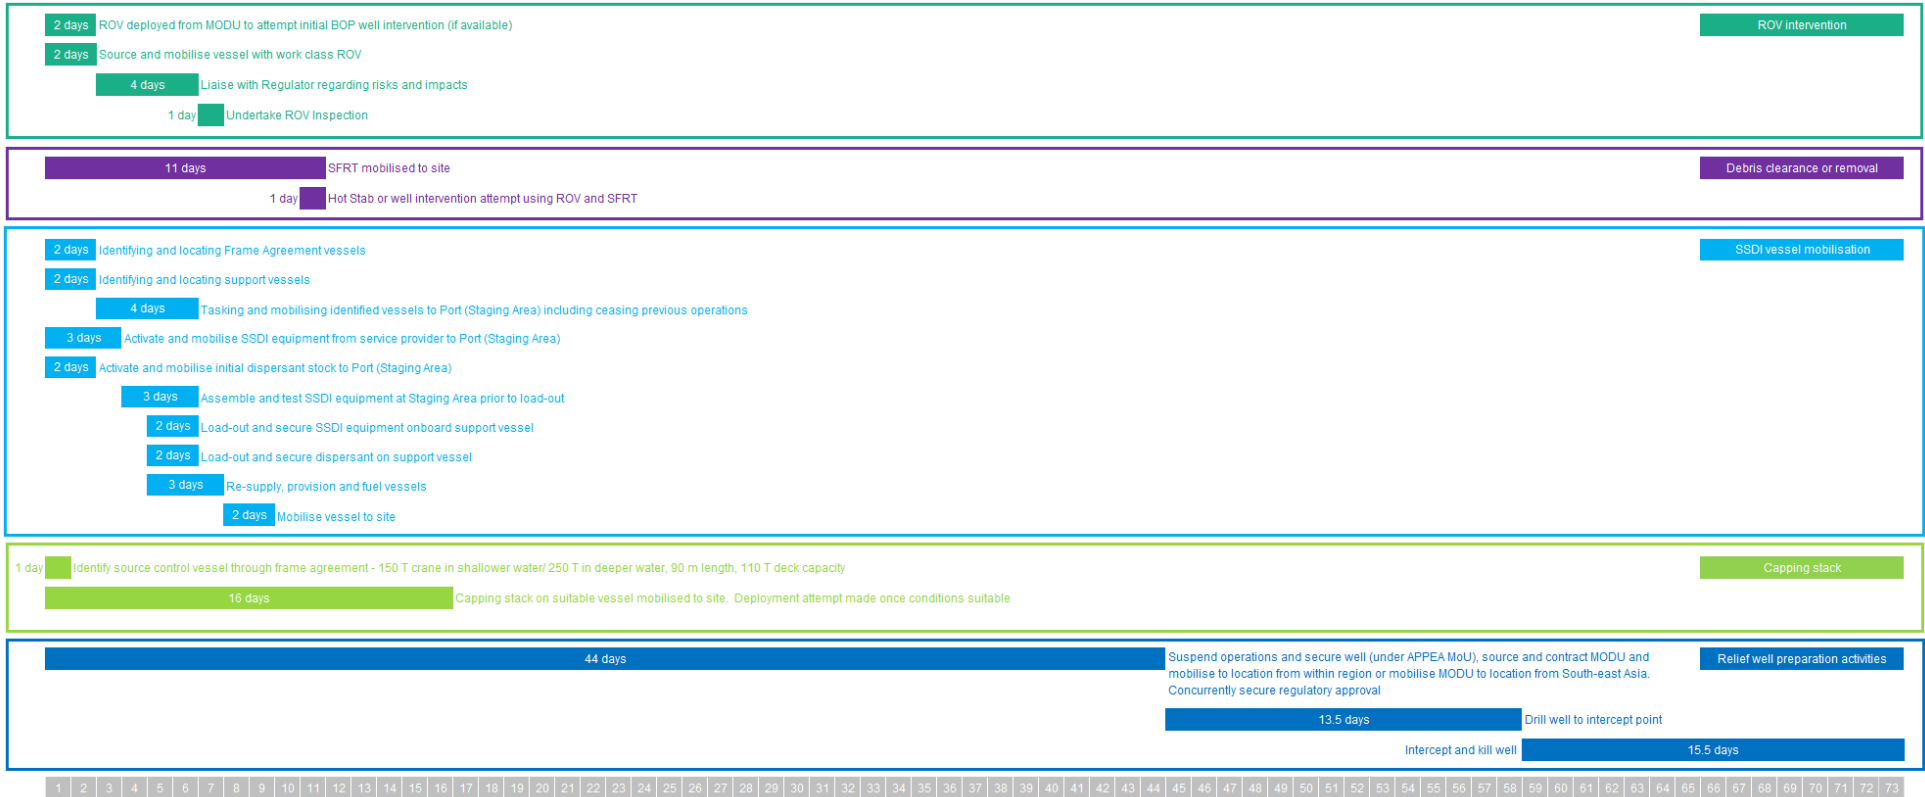 2 days ROV deployed from MODU to attempt initial BOP well intervention (if available)
ROV intervention
2 days Source and mobilise vessel with work class ROV
4 days Liaise with Regulator regarding risks and impacts
1 day Undertake ROV Inspection
11 days SFRT mobilised to site
Debris clearance or removal
1 day Hot Stab or well intervention attempt using ROV and SFRT
2 days Identifying and locating Frame Agreement vessels
SSDI vessel mobilisation
2 days Identifying and locating support vessels
4 days Tasking and mobilising identified vessels to Port (Staging Area) including ceasing previous operations
3 days Activate and mobilise SSDI equipment from service provider to Port (Staging Area)
2 days Activate and mobilise initial dispersant stock to Port (Staging Area)
3 days Assemble and test SSDI equipment at Staging Area prior to load-out
2 days Load-out and secure SSDI equipment onboard support vessel
2 days Load-out and secure dispersant on support vessel
3 days Re-supply, provision and fuel vessels
2 days Mobilise vessel to site
1 day Identify source control vessel through frame agreement - 150 T crane in shallower water/ 250 T in deeper water, 90 m length, 110 T deck capacity
Capping stack
16 days Capping stack on suitable vessel mobilised to site. Deployment attempt made once conditions suitable
44 days Suspend operations and secure well (under APPEA MoU), source and contract MODU and
mobilise to location from within region or mobilise MODU to location from South-east Asia.
Concurrently secure regulatory approval
Relief well preparation activities
13.5 days Drill well to intercept point
Intercept and kill well 15.5 days
1 2 3 4 5 6 7 8 9 10 11 12 13 14 15 16 17 18 19 20 21 22 23 24 25 26 27 28 29 30 31 32 33 34 35 36 37 38 39 40 41 42 43 44 45 46 47 48 49 50 51 52 53 54 55 56 57 58 59 60 61 62 63 64 65 66 67 68 69 70 71 72 73